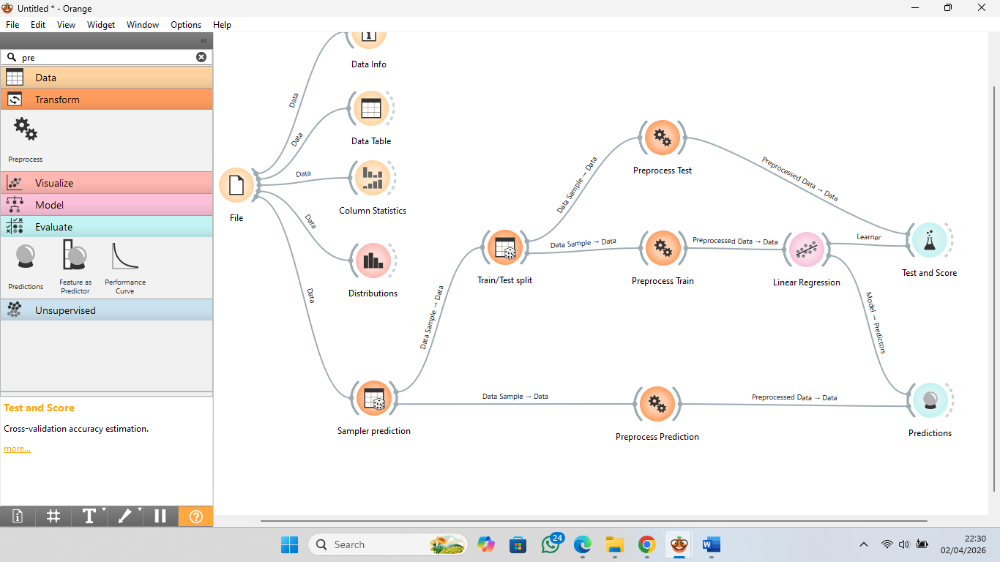 Untitled * - Orange
File Edit View Widget Window Options Help
pre
Data
Transform
Preprocess
Visualize
Model
Evaluate
Predictions
Feature as
Predictor
Performance
Curve
Unsupervised
Test and Score
Cross-validation accuracy estimation.
more...
Data Info
Data
Data Table
Data
Data
Column Statistics
File
Data
Distributions
Data
Sampler prediction
Data Sample → Data
Train/Test split
Data Sample → Data
Preprocess Test
Preprocessed Data → Data
Data Sample → Data
Preprocess Train
Preprocessed Data → Data
Linear Regression
Learner
Test and Score
Model → Predictors
Data Sample → Data
Preprocess Prediction
Preprocessed Data → Data
Predictions
Search
24
22:30
02/04/2026